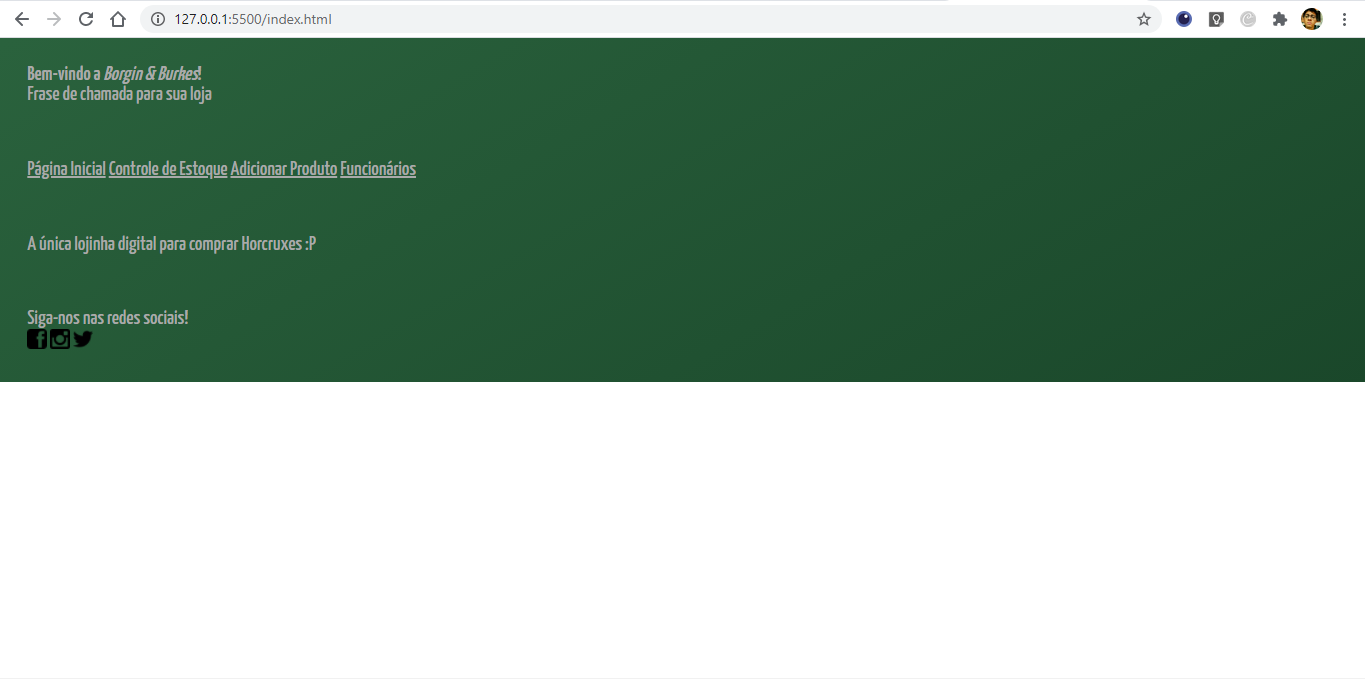 127.0.0.1:5500/index.html
Bem-vindo a Borgin & Burkes!
Frase de chamada para sua loja
Página Inicial Controle de Estoque Adicionar Produto Funcionários
A única lojinha digital para comprar Horcruxes :P
Siga-nos nas redes sociais!